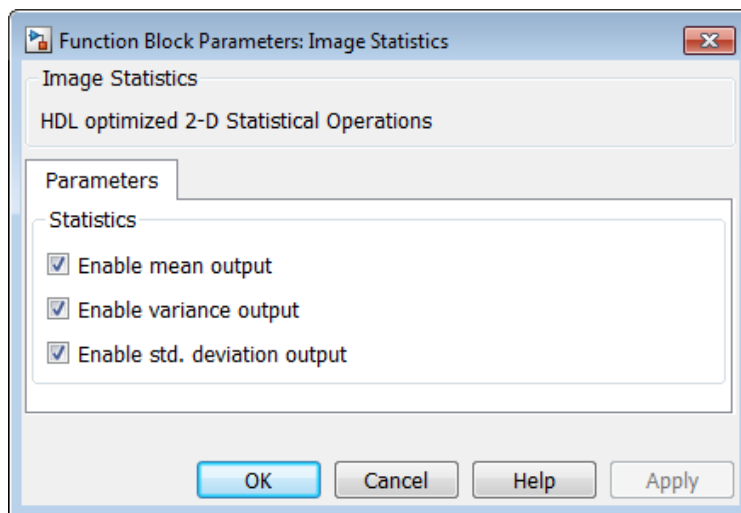 Function Block Parameters: Image Statistics
Image Statistics
HDL optimized 2-D Statistical Operations
Parameters
Statistics
Enable mean output
Enable variance output
Enable std. deviation output
OK Cancel Help Apply